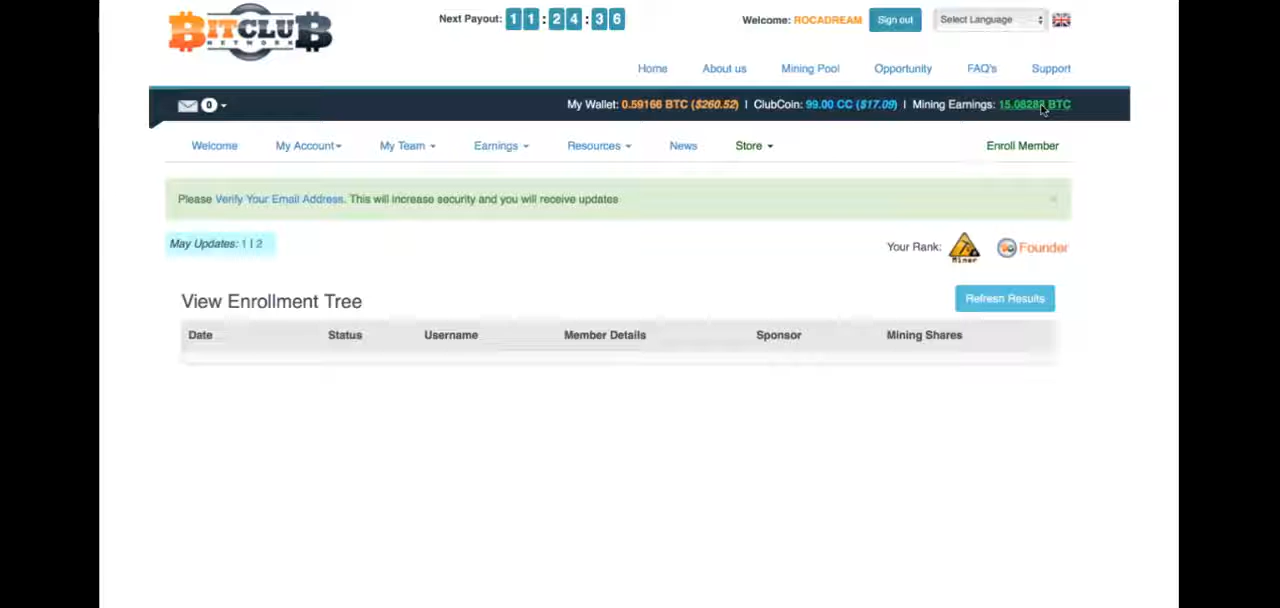 BITCLUB
NETWORK
Next Payout: 11:24:36
Welcome: ROCADREAM Sign out Select Language
Home About us Mining Pool Opportunity FAQ's Support
0 My Wallet: 0.59166 BTC ($260.52) | ClubCoin: 99.00 CC ($17.09) | Mining Earnings: BTC
Welcome My Account My Team Earnings Resources News Store Enroll Member
Please Verify Your Email Address. This will increase security and you will receive updates ×
May Updates: 1 | 2 Your Rank: Miner Founder
View Enrollment Tree Refresh Results
Date Status Username Member Details Sponsor Mining Shares